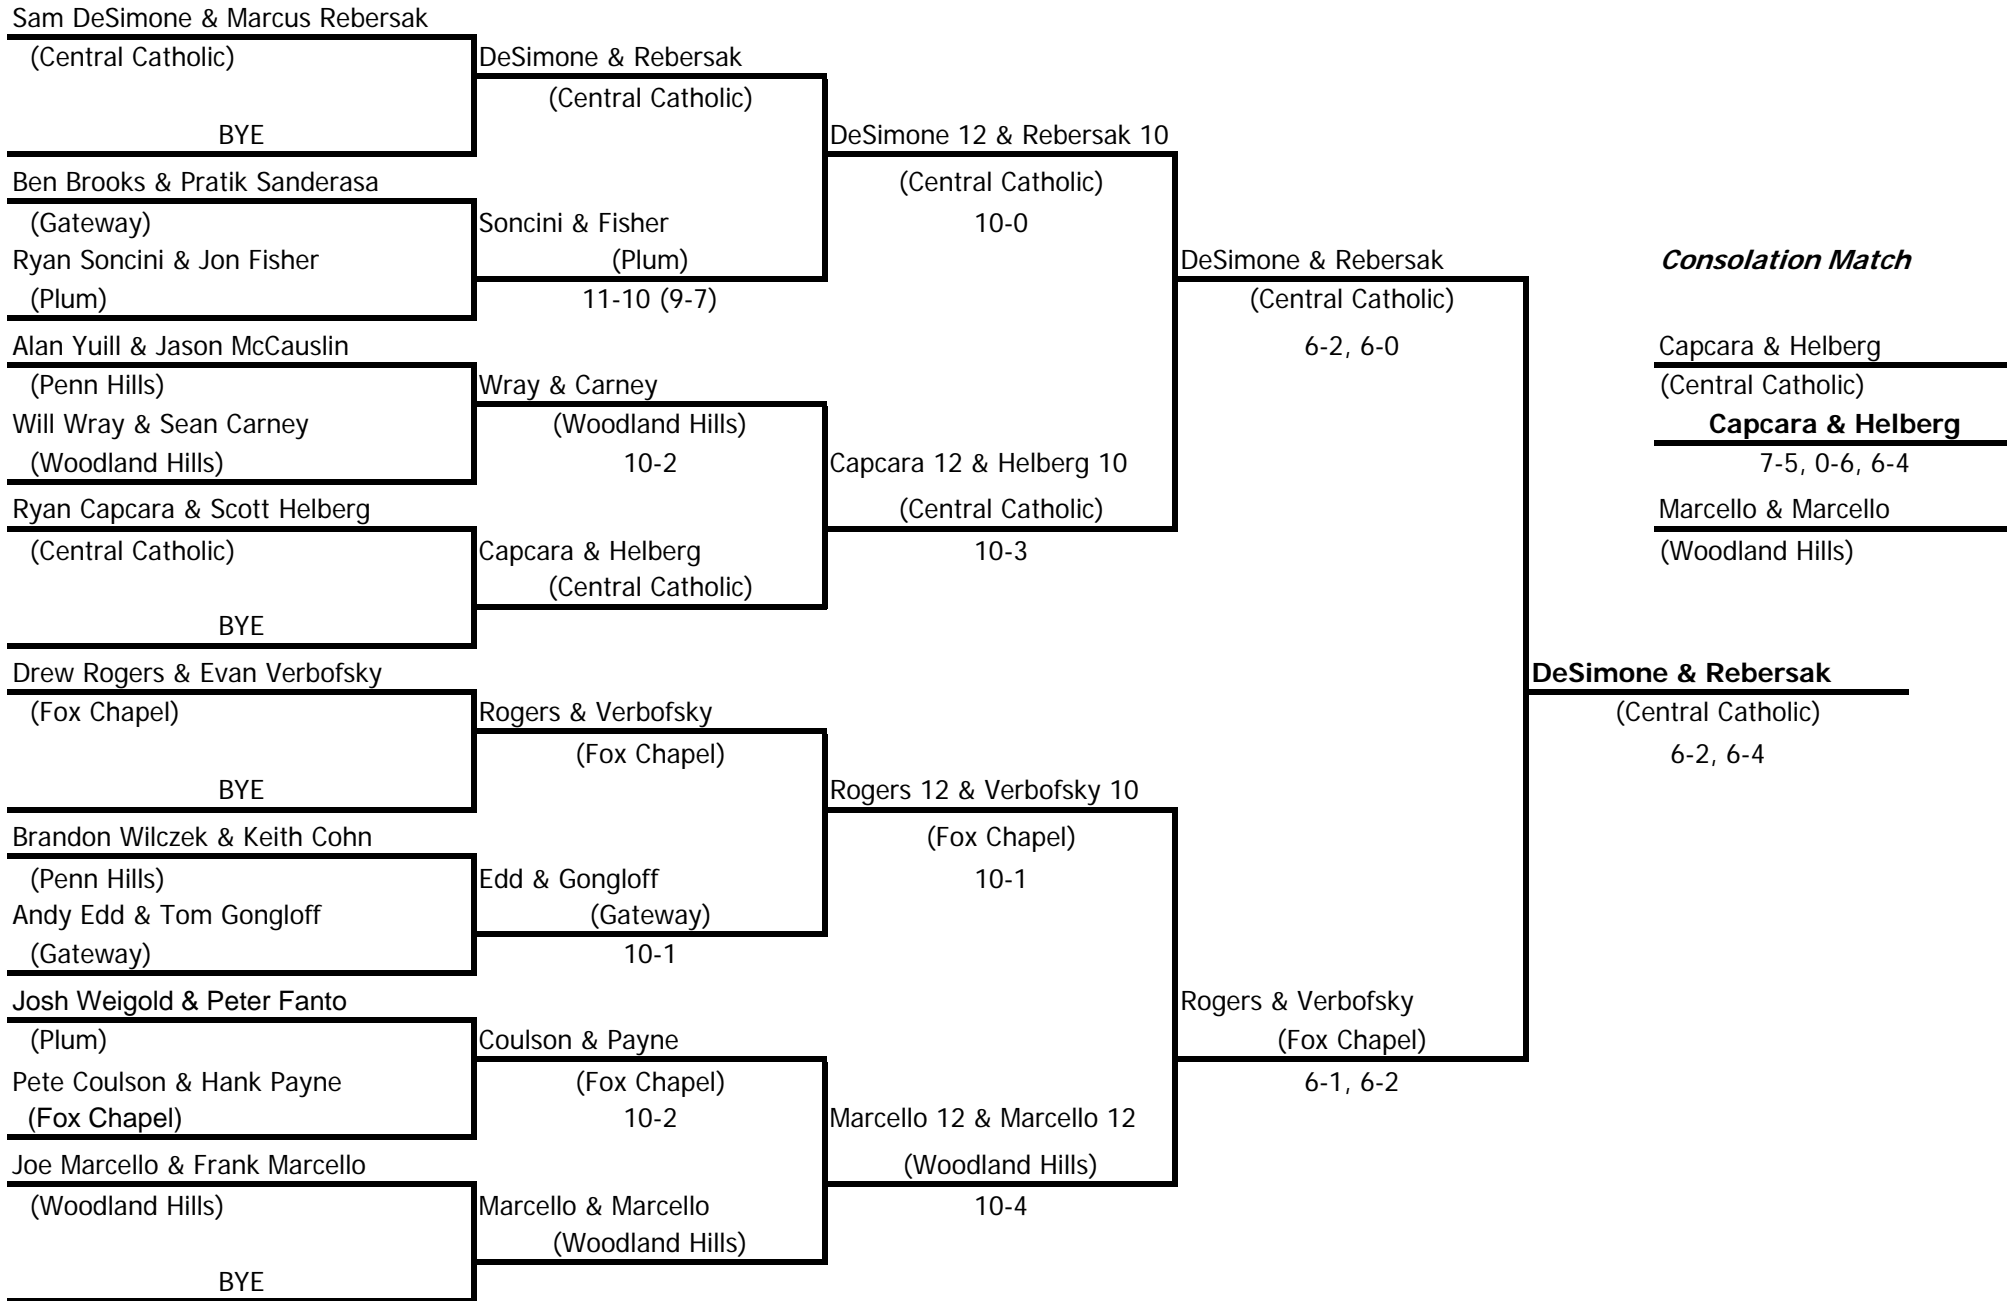 Sam DeSimone & Marcus Rebersak
(Central Catholic)
BYE
Ben Brooks & Pratik Sanderasa
(Gateway)
Ryan Soncini & Jon Fisher
(Plum)
Alan Yuill & Jason McCauslin
(Penn Hills)
Will Wray & Sean Carney
(Woodland Hills)
Ryan Capcara & Scott Helberg
(Central Catholic)
BYE
Drew Rogers & Evan Verbofsky
(Fox Chapel)
BYE
Brandon Wilczek & Keith Cohn
(Penn Hills)
Andy Edd & Tom Gongloff
(Gateway)
Josh Weigold & Peter Fanto
(Plum)
Pete Coulson & Hank Payne
(Fox Chapel)
Joe Marcello & Frank Marcello
(Woodland Hills)
BYE
DeSimone & Rebersak
(Central Catholic)
Soncini & Fisher
(Plum)
11-10 (9-7)
Wray & Carney
(Woodland Hills)
10-2
Capcara & Helberg
(Central Catholic)
Rogers & Verbofsky
(Fox Chapel)
Edd & Gongloff
(Gateway)
10-1
Coulson & Payne
(Fox Chapel)
10-2
Marcello & Marcello
(Woodland Hills)
DeSimone 12 & Rebersak 10
(Central Catholic)
10-0
Capcara 12 & Helberg 10
(Central Catholic)
10-3
Rogers 12 & Verbofsky 10
(Fox Chapel)
10-1
Marcello 12 & Marcello 12
(Woodland Hills)
10-4
DeSimone & Rebersak
(Central Catholic)
6-2, 6-0
Rogers & Verbofsky
(Fox Chapel)
6-1, 6-2
DeSimone & Rebersak
(Central Catholic)
6-2, 6-4
Consolation Match
Capcara & Helberg
(Central Catholic)
Capcara & Helberg
7-5, 0-6, 6-4
Marcello & Marcello
(Woodland Hills)